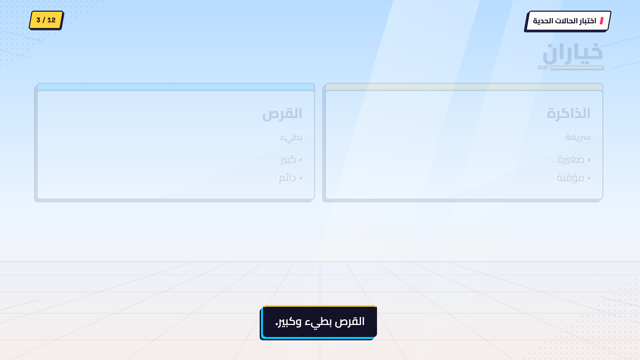 اختبار الحالات الحدية
3 / 12
خياران
الذاكرة
سريعة
• صغيرة
• مؤقتة
القرص
بطيء
• كبير
• دائم
القرص بطيء وكبير.